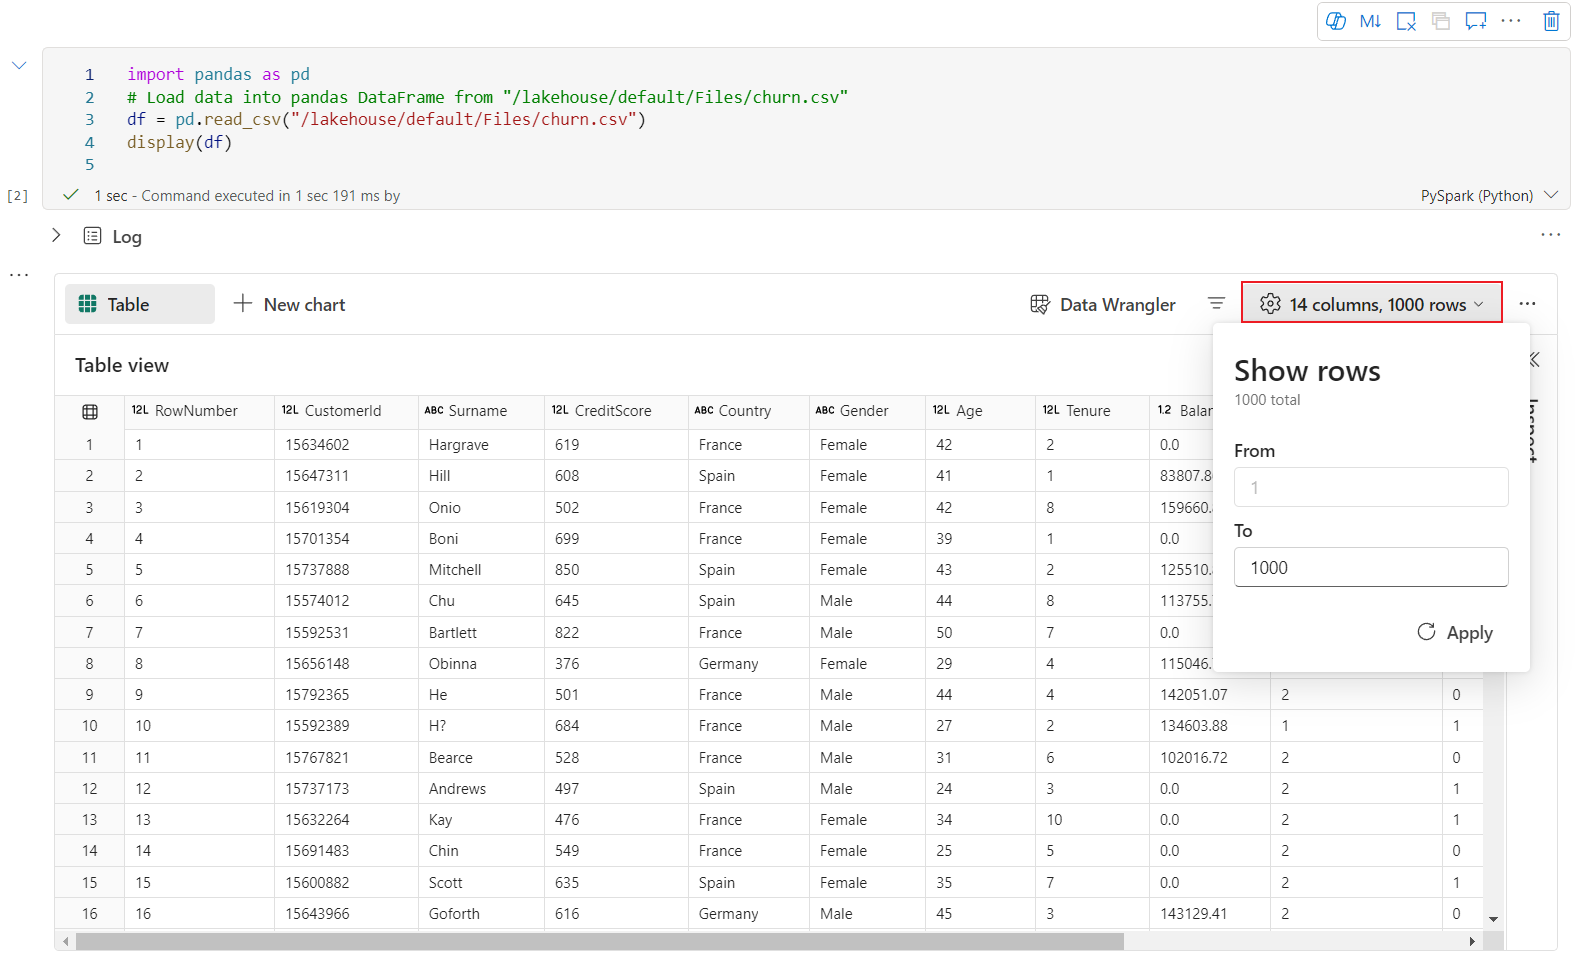 M↓
1 import pandas as pd
2 # Load data into pandas DataFrame from "/lakehouse/default/Files/churn.csv"
3 df = pd.read_csv("/lakehouse/default/Files/churn.csv")
4 display(df)
5
[2] 1 sec - Command executed in 1 sec 191 ms by PySpark (Python)
Log
Table New chart Data Wrangler 14 columns, 1000 rows
Table view
Show rows
1000 total
From
1
To
1000
Apply
12L RowNumber 12L CustomerId ABC Surname 12L CreditScore ABC Country ABC Gender 12L Age 12L Tenure 1.2 Balan
1 1 15634602 Hargrave 619 France Female 42 2 0.0
2 2 15647311 Hill 608 Spain Female 41 1 83807.8
3 3 15619304 Onio 502 France Female 42 8 159660.
4 4 15701354 Boni 699 France Female 39 1 0.0
5 5 15737888 Mitchell 850 Spain Female 43 2 125510.
6 6 15574012 Chu 645 Spain Male 44 8 113755.
7 7 15592531 Bartlett 822 France Male 50 7 0.0
8 8 15656148 Obinna 376 Germany Female 29 4 115046.
9 9 15792365 He 501 France Male 44 4 142051.07 2 0
10 10 15592389 H? 684 France Male 27 2 134603.88 1 1
11 11 15767821 Bearce 528 France Male 31 6 102016.72 2 0
12 12 15737173 Andrews 497 Spain Male 24 3 0.0 2 1
13 13 15632264 Kay 476 France Female 34 10 0.0 2 1
14 14 15691483 Chin 549 France Female 25 5 0.0 2 0
15 15 15600882 Scott 635 Spain Female 35 7 0.0 2 1
16 16 15643966 Goforth 616 Germany Male 45 3 143129.41 2 0